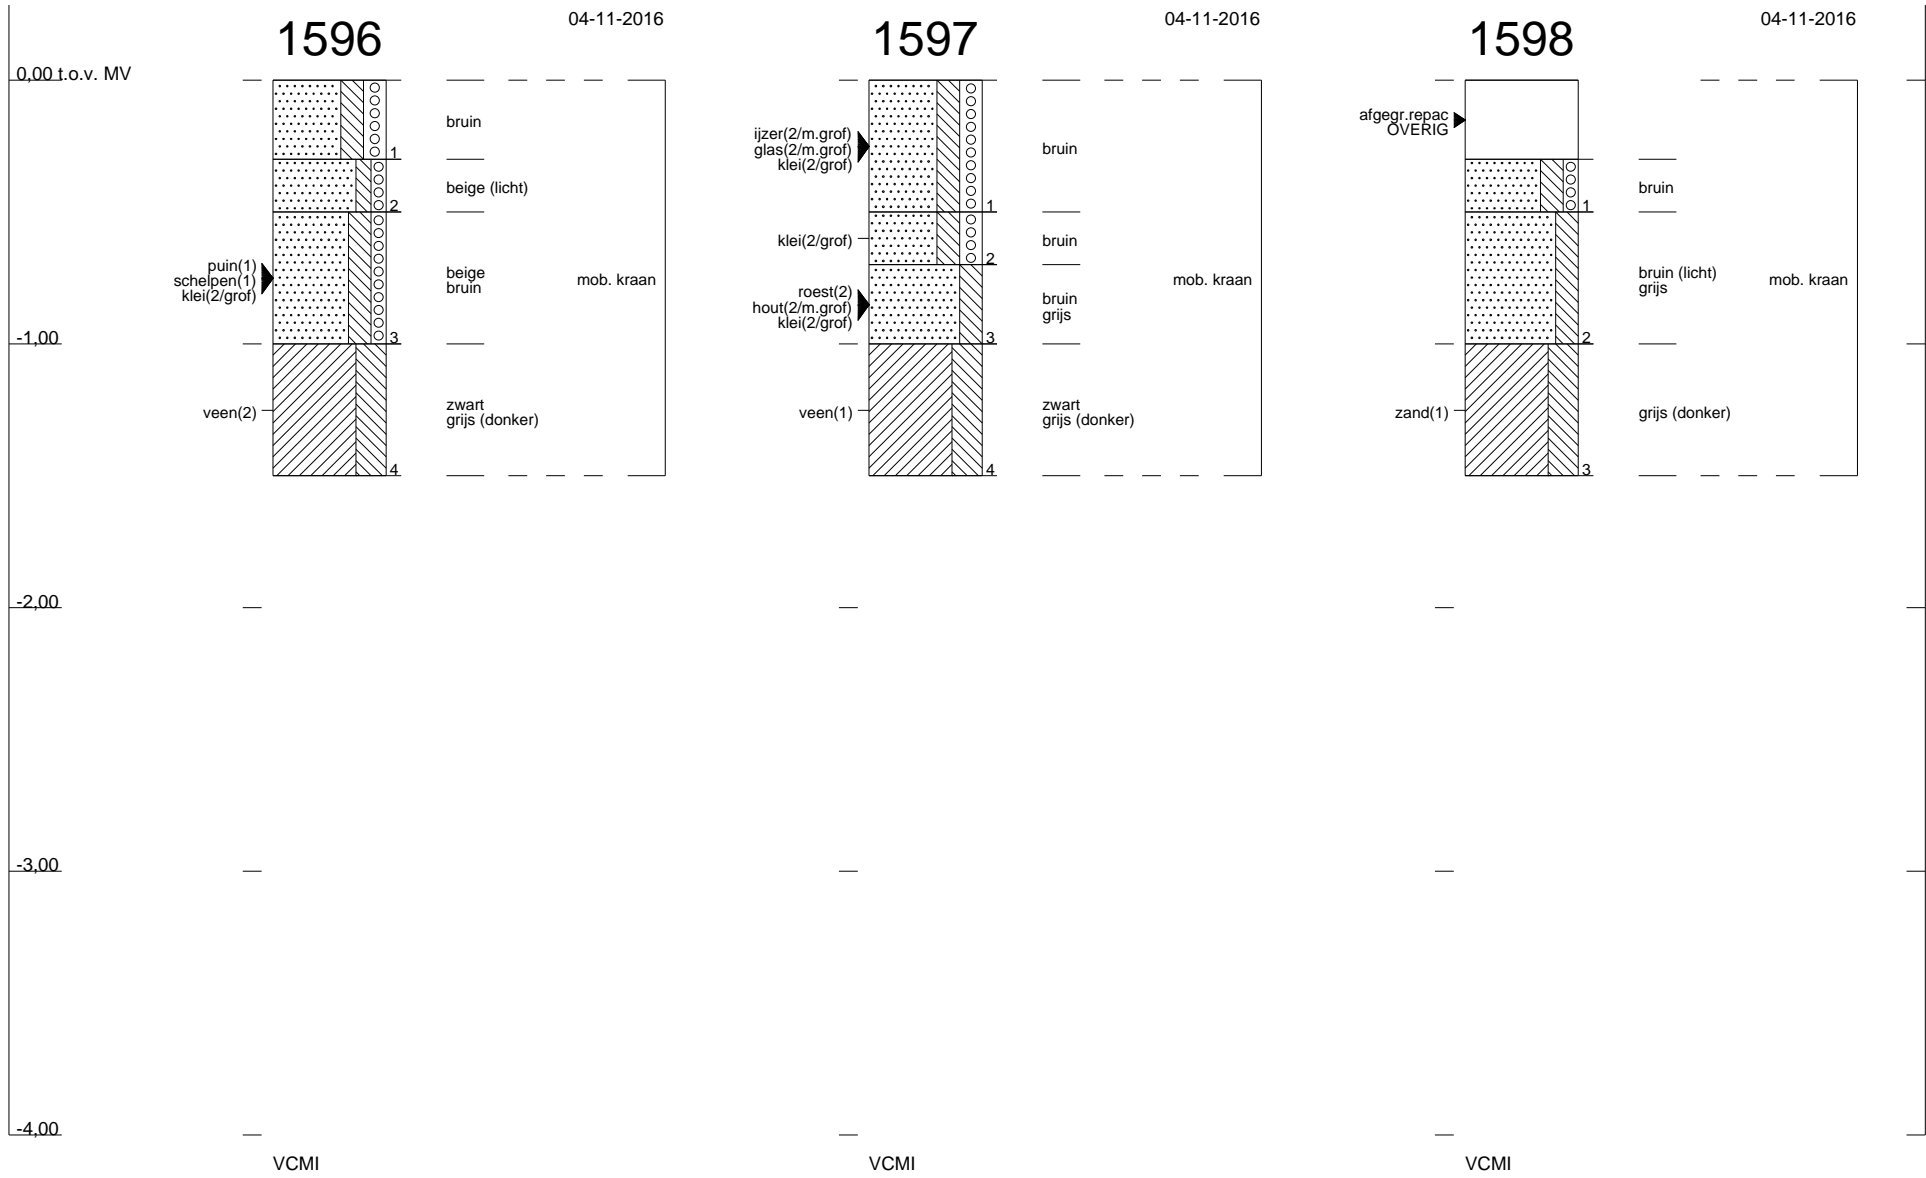 04-11-2016
1596
0,00 t.o.v. MV
bruin
1
beige (licht)
2
puin(1)
schelpen(1)
klei(2/grof)
beige
bruin
mob. kraan
3
-1,00
veen(2)
zwart
grijs (donker)
4
-2,00
-3,00
-4,00
VCMI
04-11-2016
1597
ijzer(2/m.grof)
glas(2/m.grof)
klei(2/grof)
bruin
1
klei(2/grof)
bruin
2
roest(2)
hout(2/m.grof)
klei(2/grof)
bruin
grijs
mob. kraan
3
veen(1)
zwart
grijs (donker)
4
VCMI
04-11-2016
1598
afgegr.repac
OVERIG
bruin
1
bruin (licht)
grijs
mob. kraan
2
zand(1)
grijs (donker)
3
VCMI